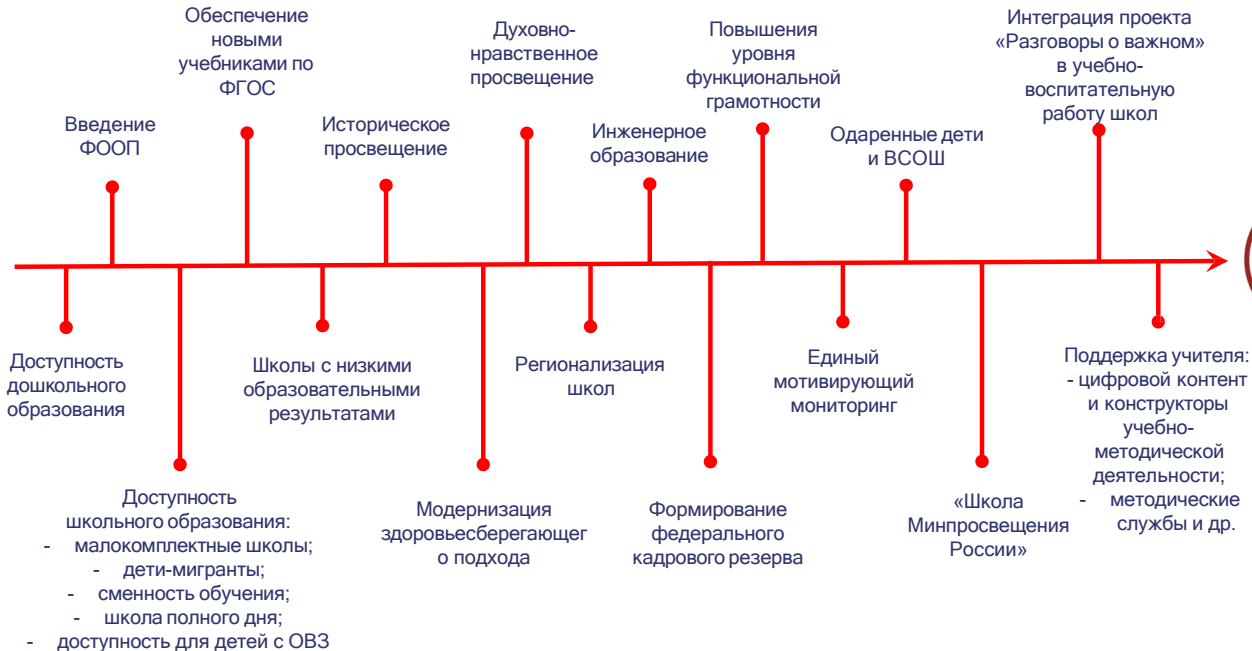 Обеспечение
новыми
учебниками по
ФГОС
Духовно-
нравственное
просвещение
Повышения
уровня
функциональной
грамотности
Интеграция проекта
«Разговоры о важном»
в учебно-
воспитательную
работу школ
Введение
ФООП
Историческое
просвещение
Инженерное
образование
Одаренные дети
и ВСОШ
Доступность
дошкольного
образования
Школы с низкими
образовательными
результатами
Регионализация
школ
Единый
мотивирующий
мониторинг
Поддержка учителя:
- цифровой контент
и конструкторы
учебно-
методической
деятельности;
- методические
службы и др.
Доступность
школьного образования:
- малокомплектные школы;
- дети-мигранты;
- сменность обучения;
- школа полного дня;
- доступность для детей с ОВЗ
Модернизация
здоровьесберегающег
о подхода
Формирование
федерального
кадрового резерва
«Школа
Минпросвещения
России»